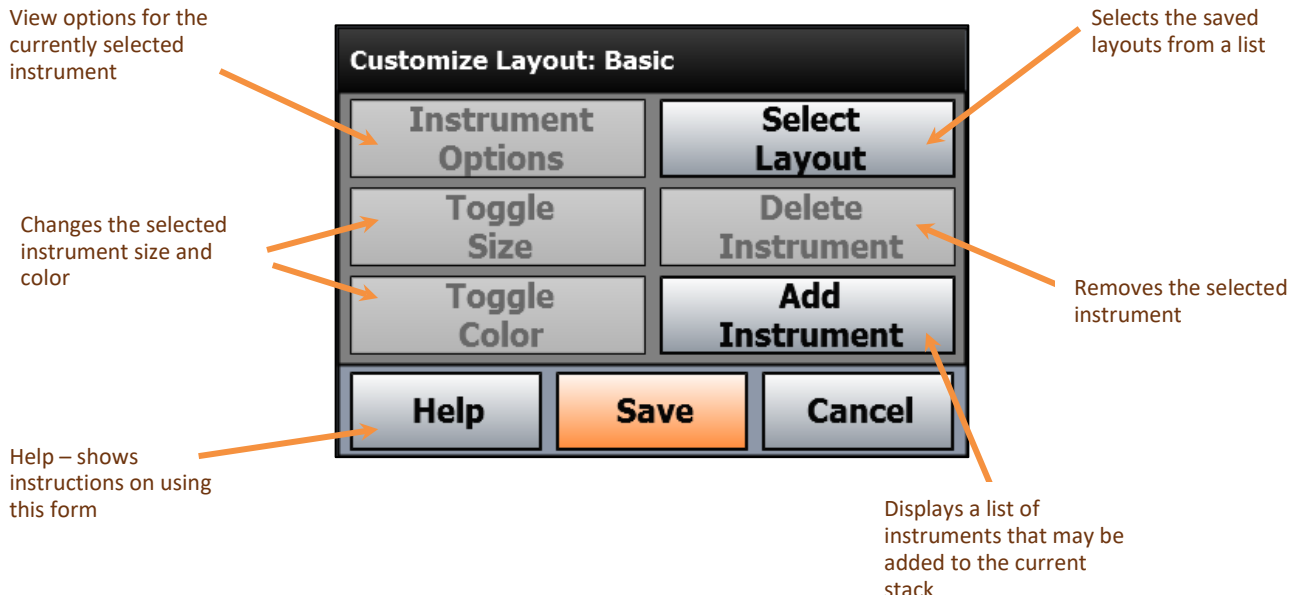 View options for the
currently selected
instrument
Selects the saved
layouts from a list
Customize Layout: Basic
Instrument
Options
Select
Layout
Changes the selected
instrument size and
color
Toggle
Size
Delete
Instrument
Toggle
Color
Add
Instrument
Removes the selected
instrument
Help
Save
Cancel
Help – shows
instructions on using
this form
Displays a list of
instruments that may be
added to the current
stack